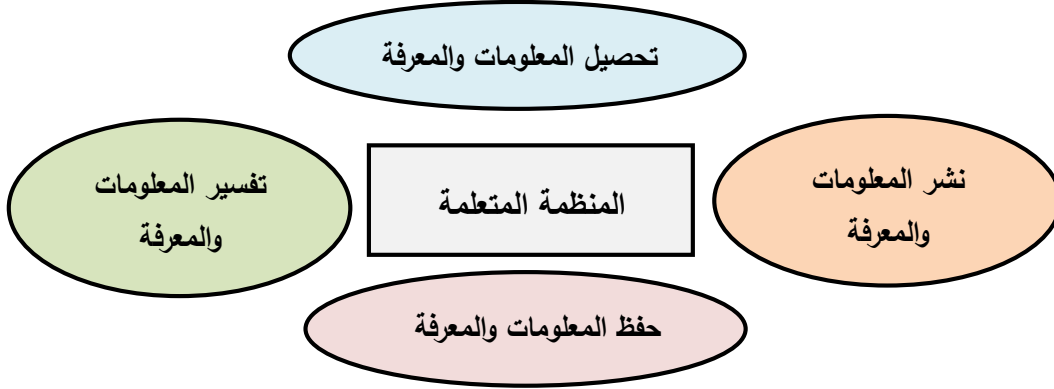 تحصيل المعلومات والمعرفة
نشر المعلومات
والمعرفة
المنظمة المتعلمة
تفسير المعلومات
والمعرفة
حفظ المعلومات والمعرفة